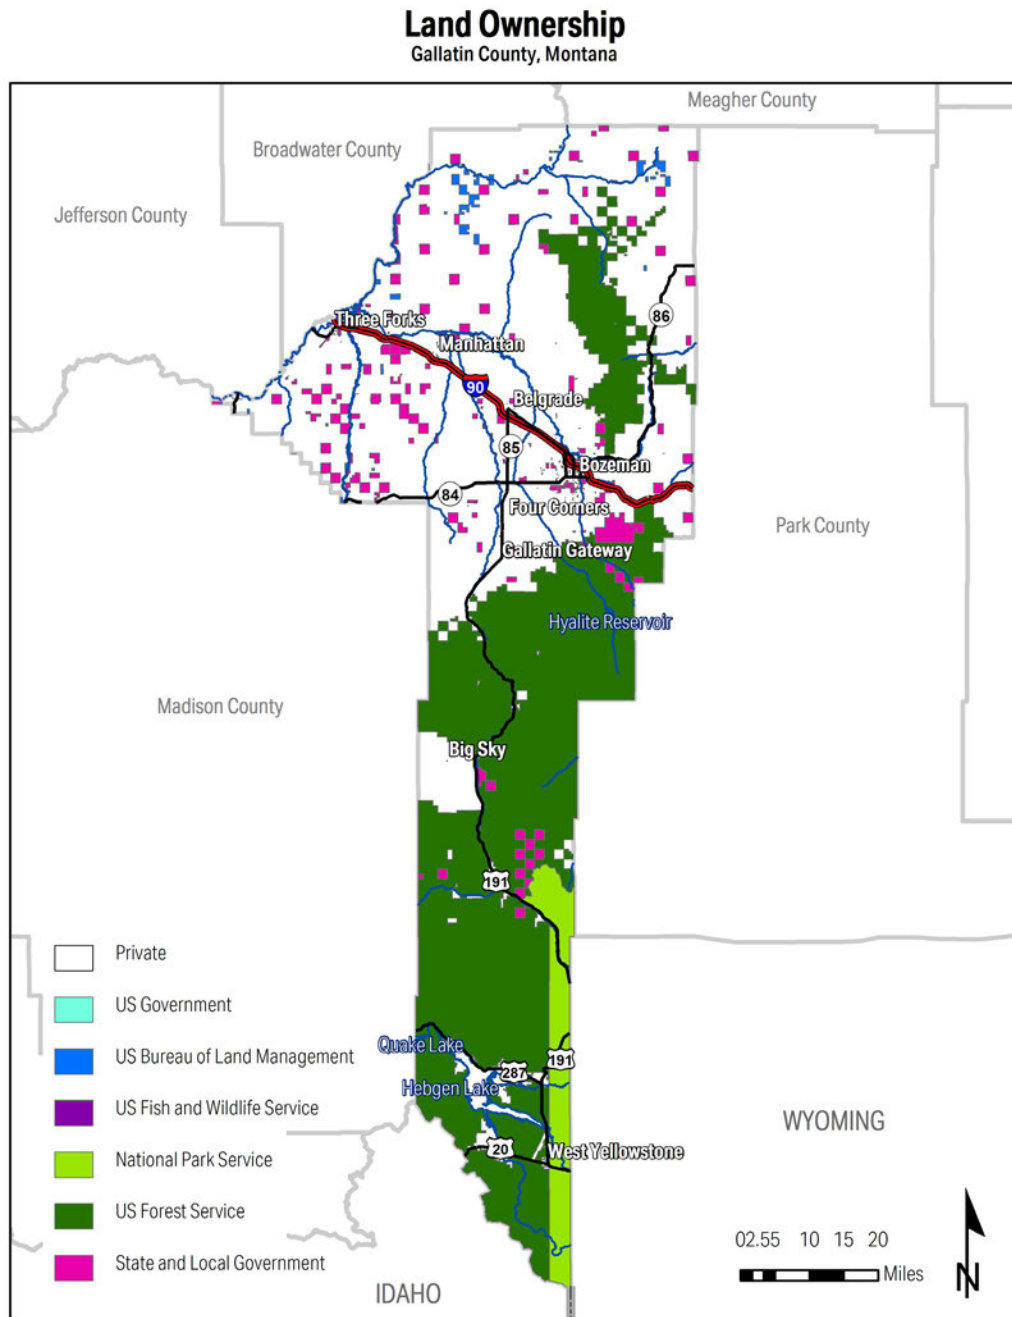 Land Ownership
Gallatin County, Montana
Meagher County
Broadwater County
Jefferson County
86
Three Forks
Manhattan
90
Belgrade
85
Bozeman
84
Four Corners
Park County
Gallatin Gateway
Hyalite Reservoir
Madison County
Big Sky
191
Private
US Government
US Bureau of Land Management
US Fish and Wildlife Service
National Park Service
US Forest Service
State and Local Government
Quake Lake
191
287
Hebgen Lake
WYOMING
20
West Yellowstone
02.55 10 15 20
Miles
N
IDAHO